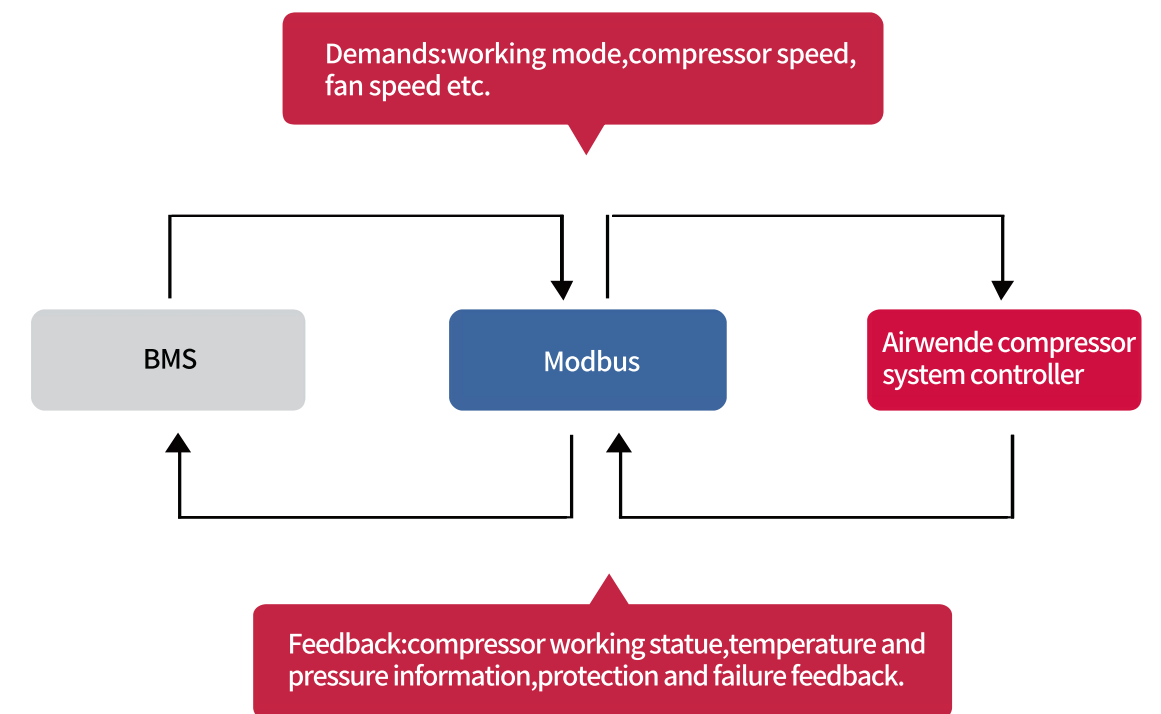 Demands:working mode,compressor speed,
fan speed etc.
BMS
Modbus
Airwende compressor
system controller
Feedback:compressor working statue,temperature and
pressure information,protection and failure feedback.